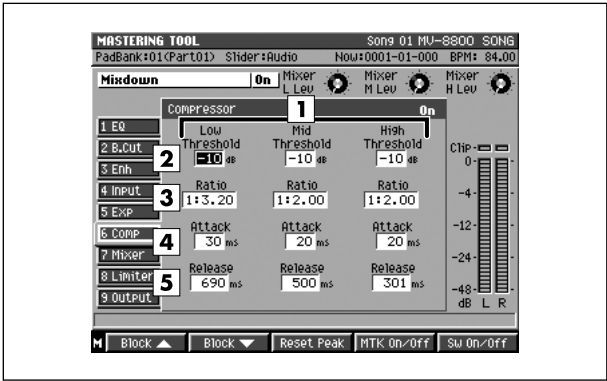 MASTERING TOOL Song 01 MV-8800 SONG
PadBank:01(Part01) Slider:Audio Now:0001-01-000 BPM: 84.00
Mixdown On Mixer L Lev Mixer M Lev Mixer H Lev
Compressor On
1
1 EQ
2 B.Cut
3 Enh
4 Input
5 Exp
6 Comp
7 Mixer
8 Limiter
9 Output
Low Mid High
2 Threshold Threshold Threshold
-10 dB -10 dB -10 dB
Ratio Ratio Ratio
3 1:3.20 1:2.00 1:2.00
Attack Attack Attack
4 30 ms 20 ms 20 ms
Release Release Release
5 690 ms 500 ms 301 ms
Clip
0
-4
-12
-24
-48
dB L R
M Block ▲ Block ▼ Reset Peak MTK On/Off Sw On/Off